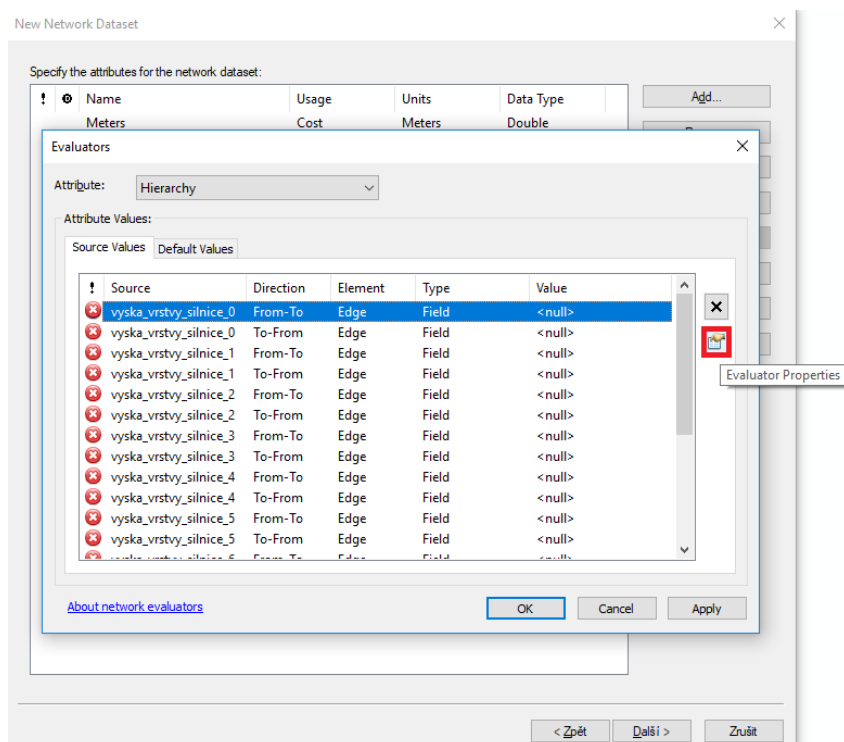 New Network Dataset
Specify the attributes for the network dataset:
! Name Usage Units Data Type
Meters Cost Meters Double
Add...
Evaluators
Attribute: Hierarchy
Attribute Values:
Source Values Default Values
! Source Direction Element Type Value
vyska_vrstvy_silnice_0 From-To Edge Field <null>
vyska_vrstvy_silnice_0 To-From Edge Field <null>
vyska_vrstvy_silnice_1 From-To Edge Field <null>
vyska_vrstvy_silnice_1 To-From Edge Field <null>
vyska_vrstvy_silnice_2 From-To Edge Field <null>
vyska_vrstvy_silnice_2 To-From Edge Field <null>
vyska_vrstvy_silnice_3 From-To Edge Field <null>
vyska_vrstvy_silnice_3 To-From Edge Field <null>
vyska_vrstvy_silnice_4 From-To Edge Field <null>
vyska_vrstvy_silnice_4 To-From Edge Field <null>
vyska_vrstvy_silnice_5 From-To Edge Field <null>
vyska_vrstvy_silnice_5 To-From Edge Field <null>
Evaluator Properties
About network evaluators
OK Cancel Apply
< Zpět Další > Zrušit